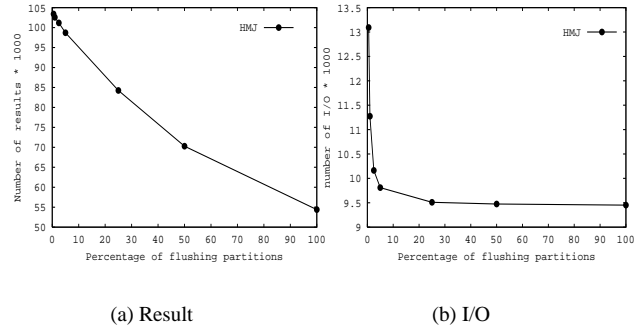 105
100
95
90
85
80
75
70
65
60
55
50
Number of results * 1000
HMJ
0 10 20 30 40 50 60 70 80 90 100
Percentage of flushing partitions
(a) Result
13.5
13
12.5
12
11.5
11
10.5
10
9.5
9
number of I/O * 1000
HMJ
0 10 20 30 40 50 60 70 80 90 100
Percentage of flushing partitions
(b) I/O